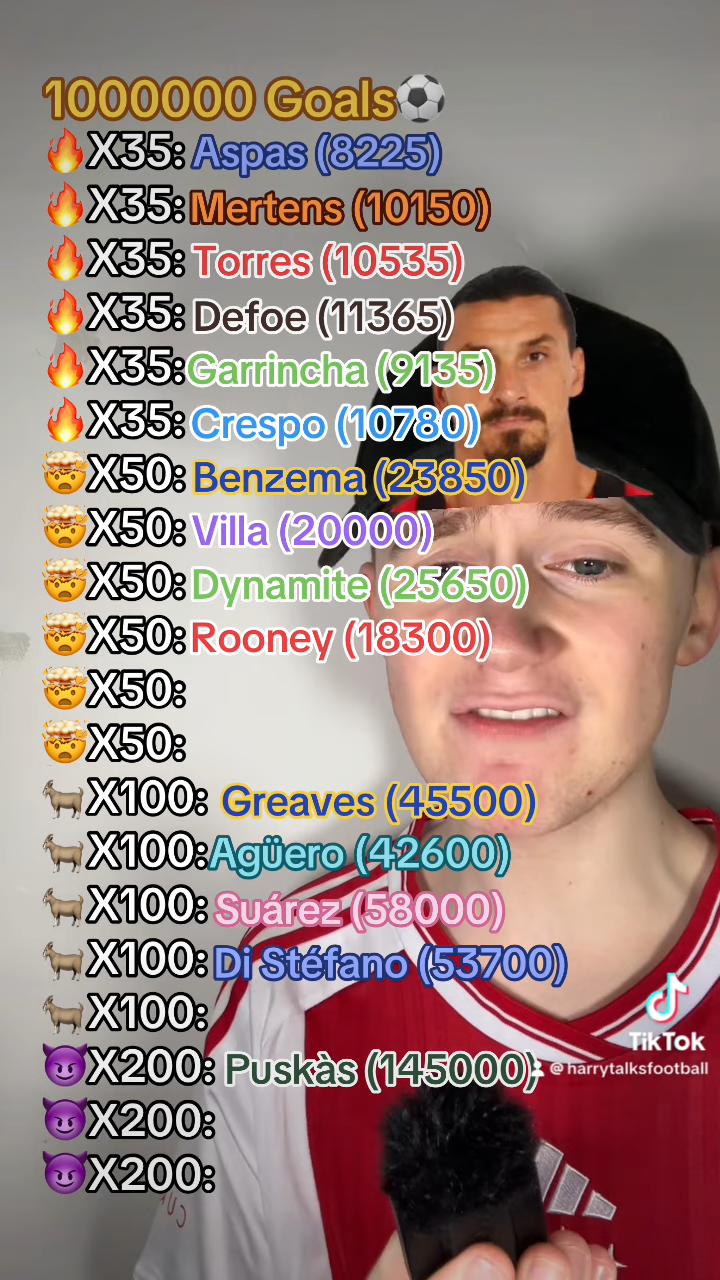 1000000 Goals⚽
🔥X35: Aspas (8225)
🔥X35: Mertens (10150)
🔥X35: Torres (10535)
🔥X35: Defoe (11365)
🔥X35:Garrincha (9135)
🔥X35: Crespo (10780)
🤯X50: Benzema (23850)
🤯X50: Villa (20000)
🤯X50: Dynamite (25650)
🤯X50: Rooney (18300)
🤯X50:
🤯X50:
🐐X100: Greaves (45500)
🐐X100:Agüero (42600)
🐐X100: Suárez (58000)
🐐X100: Di Stéfano (53700)
🐐X100:
😈X200: Puskàs (145000)
😈X200:
😈X200:
TikTok
@harrytalksfootball